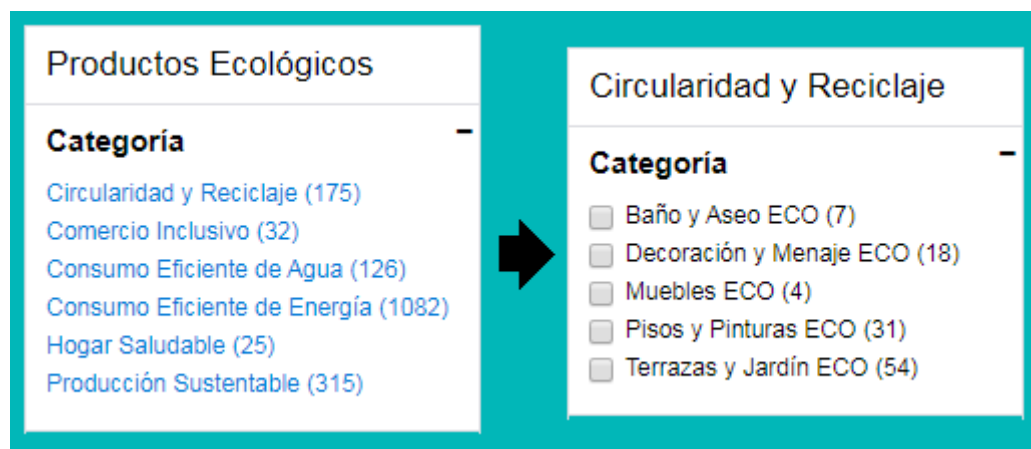 Productos Ecológicos
Categoría
Circularidad y Reciclaje (175)
Comercio Inclusivo (32)
Consumo Eficiente de Agua (126)
Consumo Eficiente de Energía (1082)
Hogar Saludable (25)
Producción Sustentable (315)
Circularidad y Reciclaje
Categoría
Baño y Aseo ECO (7)
Decoración y Menaje ECO (18)
Muebles ECO (4)
Pisos y Pinturas ECO (31)
Terrazas y Jardín ECO (54)